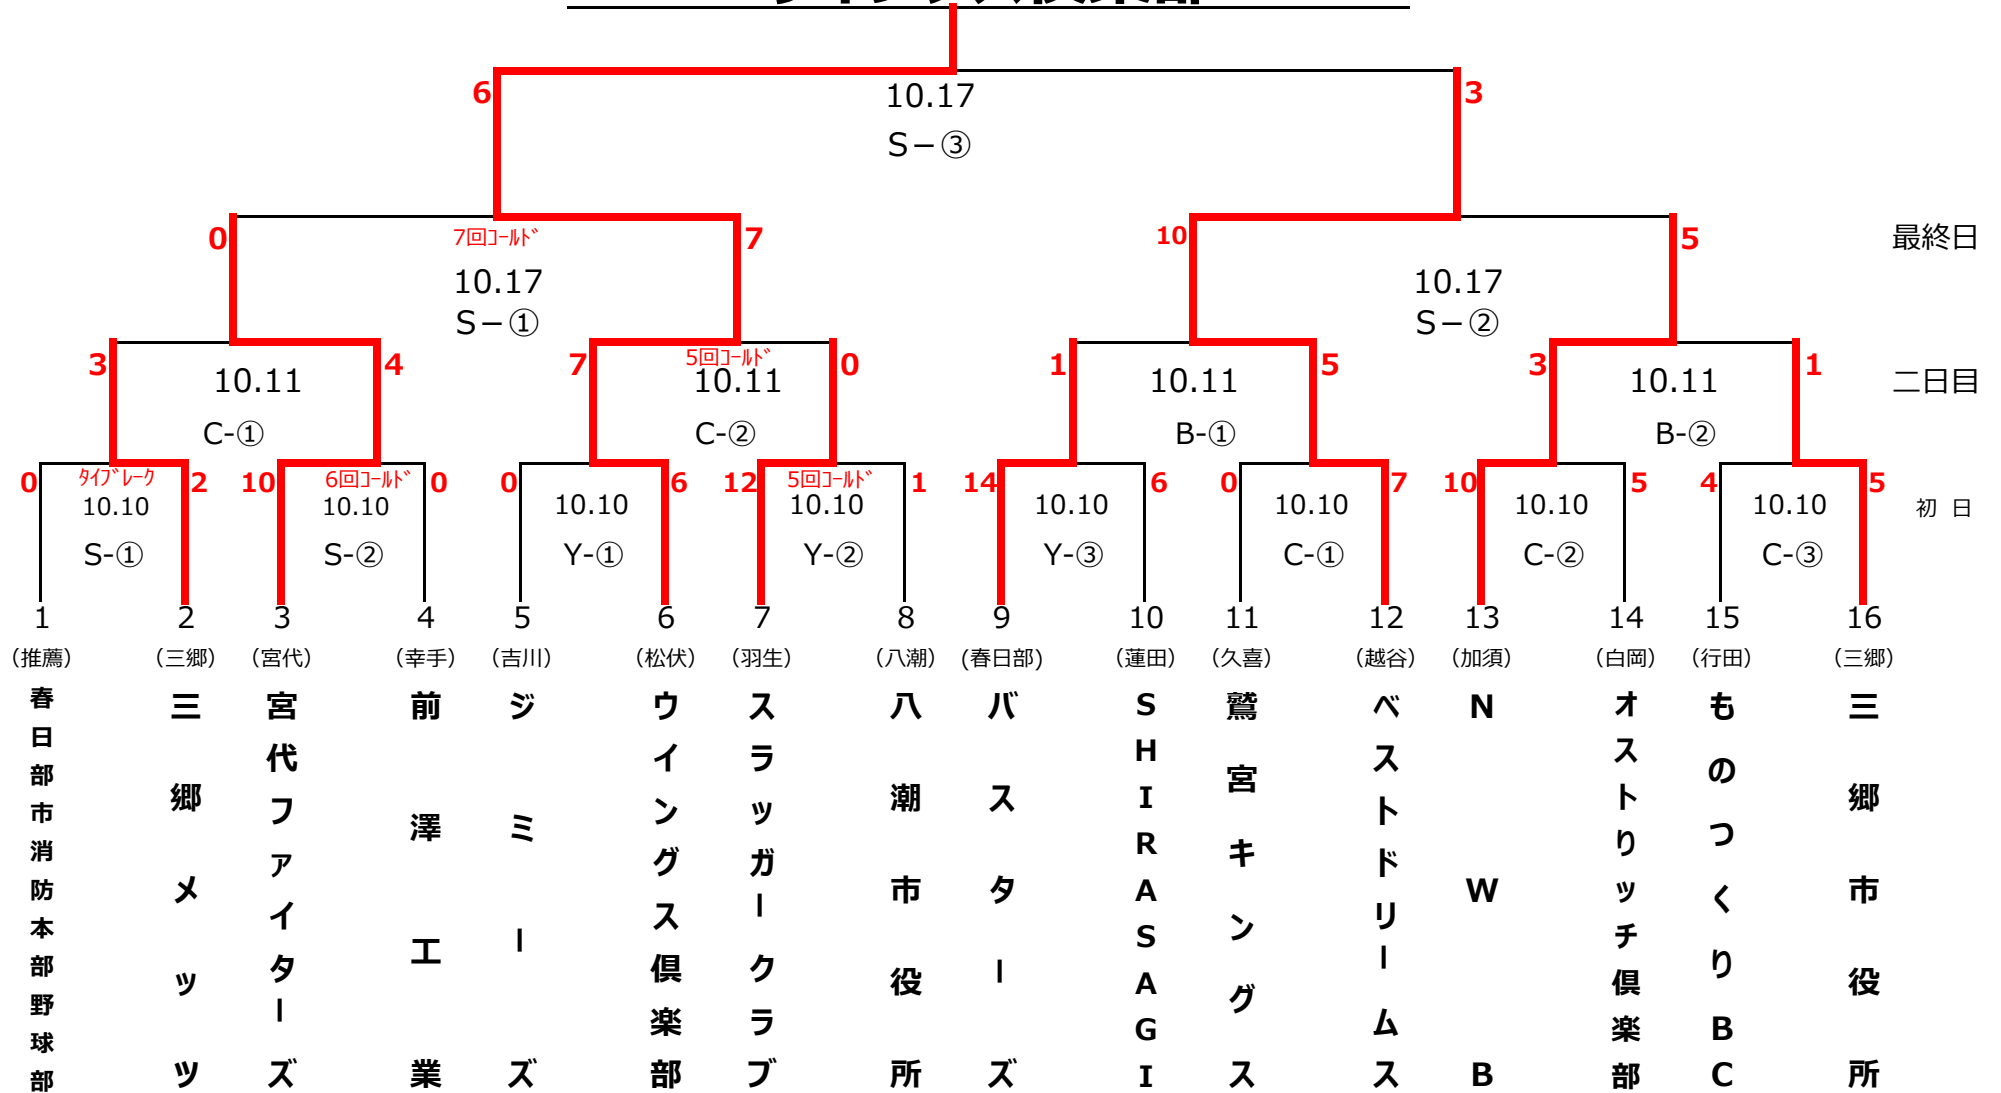 ウイングス倶楽部
6 10.17 3
S－③
0 7回ｺｰﾙﾄﾞ 7 10 5 最終日
10.17 10.17
S－① S－②
3 4 7 5回ｺｰﾙﾄﾞ 0 1 5 3 1
10.11 10.11 10.11 10.11 二日目
C-① C-② B-① B-②
0 ﾀｲﾌﾞﾚｰｸ 2 10 6回ｺｰﾙﾄﾞ 0 0 6 12 5回ｺｰﾙﾄﾞ 1 14 6 0 7 10 5 4 5
10.10 10.10 10.10 10.10 10.10 10.10 10.10 10.10 初 日
S-① S-② Y-① Y-② Y-③ C-① C-② C-③
1 2 3 4 5 6 7 8 9 10 11 12 13 14 15 16
（推薦） （三郷） （宮代） （幸手） （吉川） （松伏） （羽生） （八潮） (春日部) （蓮田） （久喜） （越谷） （加須） （白岡） （行田） （三郷）
春日部市消防本部野球部
三郷メッツ
宮代ファイターズ
前澤工業
ジミーズ
ウイングス倶楽部
スラッガークラブ
八潮市役所
バスターズ
SHIRASAGI
鷲宮キングス
ベストドリームス
NWB
オストりッチ倶楽部
ものつくりBC
三郷市役所